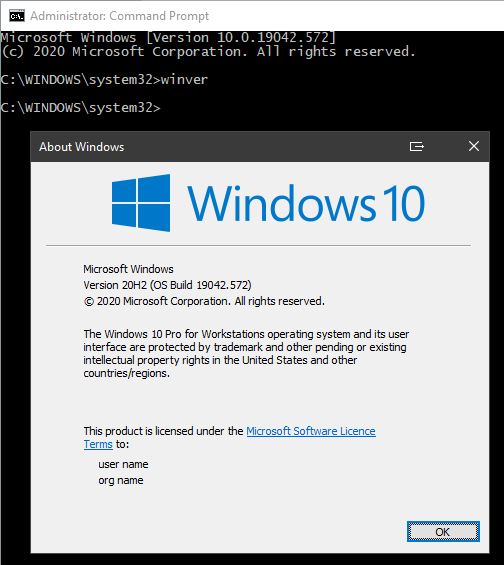 Administrator: Command Prompt
Microsoft Windows [Version 10.0.19042.572]
(c) 2020 Microsoft Corporation. All rights reserved.
C:\WINDOWS\system32>winver
C:\WINDOWS\system32>
About Windows
Windows 10
Microsoft Windows
Version 20H2 (OS Build 19042.572)
© 2020 Microsoft Corporation. All rights reserved.
The Windows 10 Pro for Workstations operating system and its user
interface are protected by trademark and other pending or existing
intellectual property rights in the United States and other
countries/regions.
This product is licensed under the Microsoft Software Licence
Terms to:
user name
org name
OK